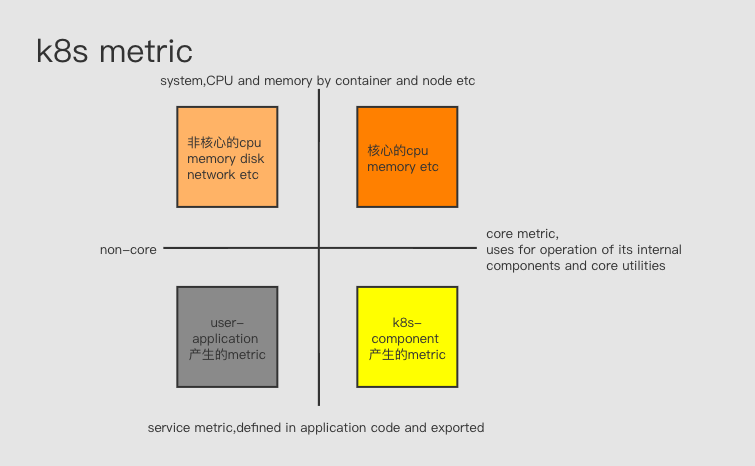 k8s metric
system,CPU and memory by container and node etc
非核心的cpu
memory disk
network etc
核心的cpu
memory etc
non-core
core metric,
uses for operation of its internal
components and core utilities
user-
application
产生的metric
k8s-
component
产生的metric
service metric,defined in application code and exported